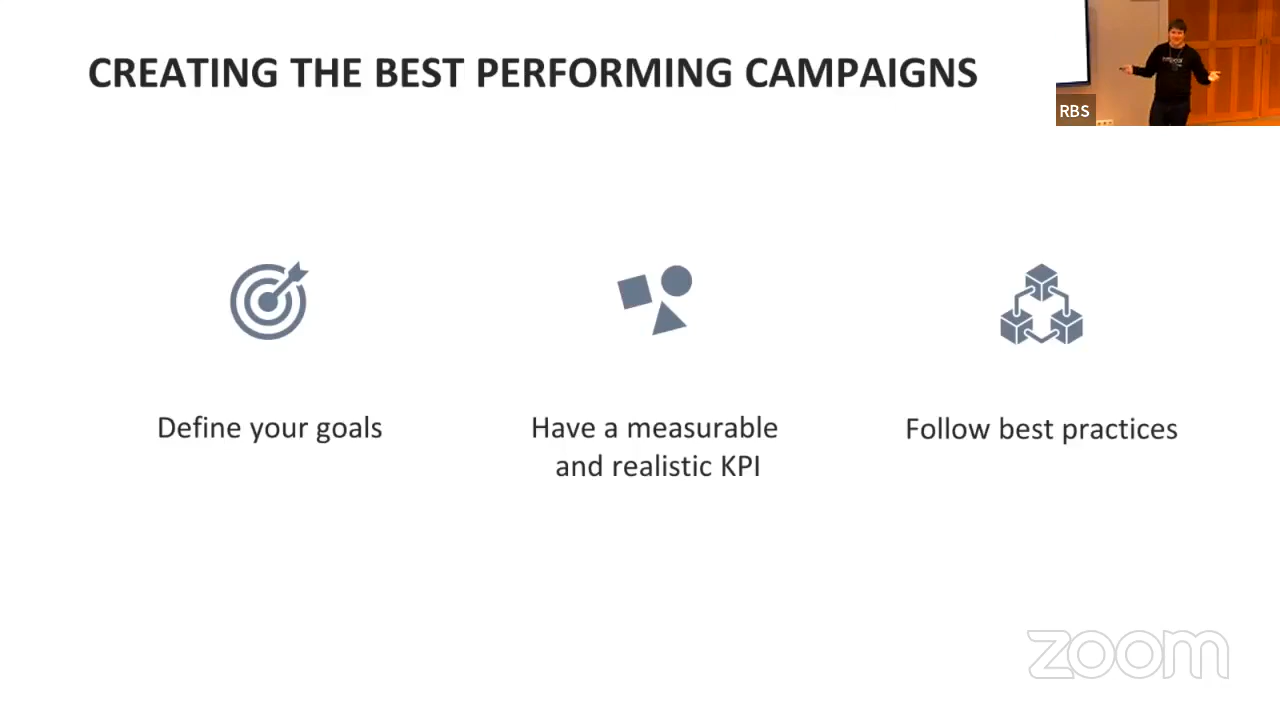 CREATING THE BEST PERFORMING CAMPAIGNS
RBS
Define your goals
Have a measurable
and realistic KPI
Follow best practices
zoom